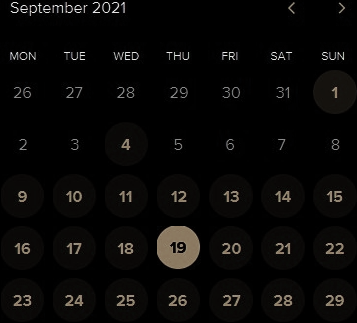 September 2021
MON TUE WED THU FRI SAT SUN
26 27 28 29 30 31 1
2 3 4 5 6 7 8
9 10 11 12 13 14 15
16 17 18 19 20 21 22
23 24 25 26 27 28 29